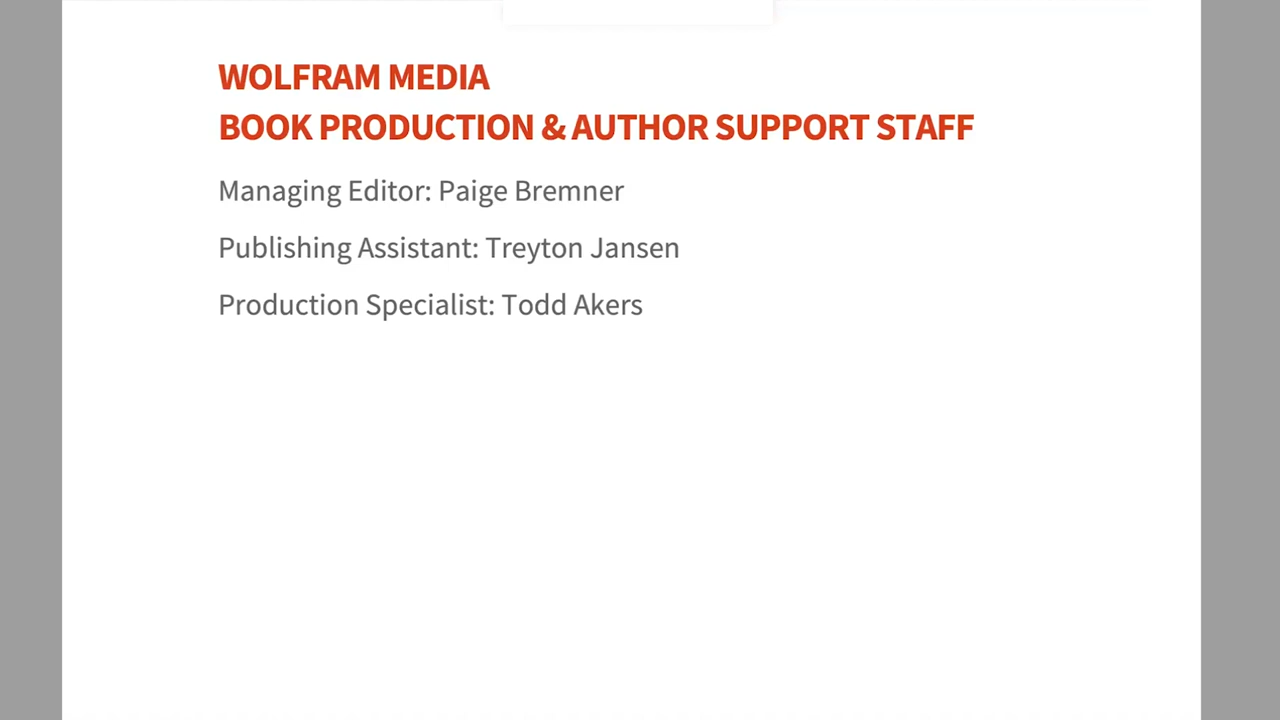 WOLFRAM MEDIA
BOOK PRODUCTION & AUTHOR SUPPORT STAFF
Managing Editor: Paige Bremner
Publishing Assistant: Treyton Jansen
Production Specialist: Todd Akers